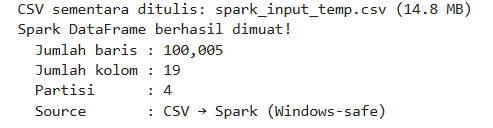 CSV sementara ditulis: spark_input_temp.csv (14.8 MB)
Spark DataFrame berhasil dimuat!
  Jumlah baris : 100,005
  Jumlah kolom : 19
  Partisi      : 4
  Source       : CSV → Spark (Windows-safe)